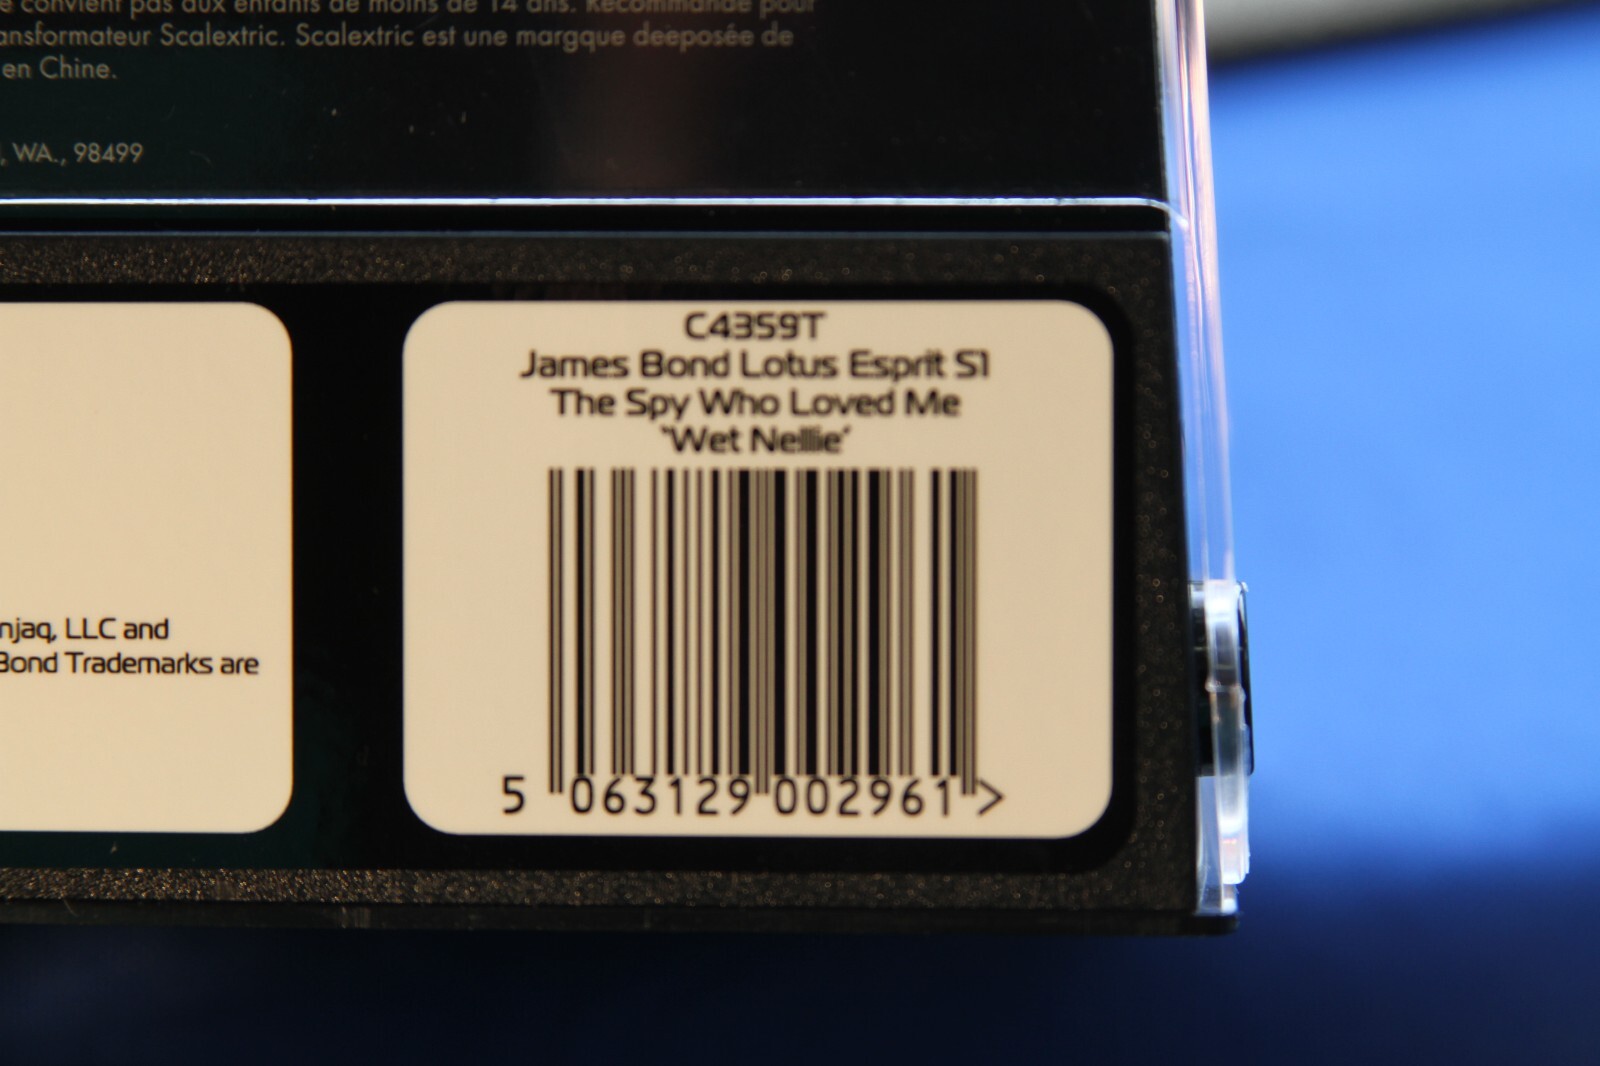 e convient pas aux enfants de moins de 14 ans. Recommandé pour
ansformateur Scalextric. Scalextric est une margque deeposée de
en Chine.
, WA., 98499
njaq, LLC and
Bond Trademarks are
C4359T
James Bond Lotus Esprit S1
The Spy Who Loved Me
'Wet Nellie'
5 063129 002961 >